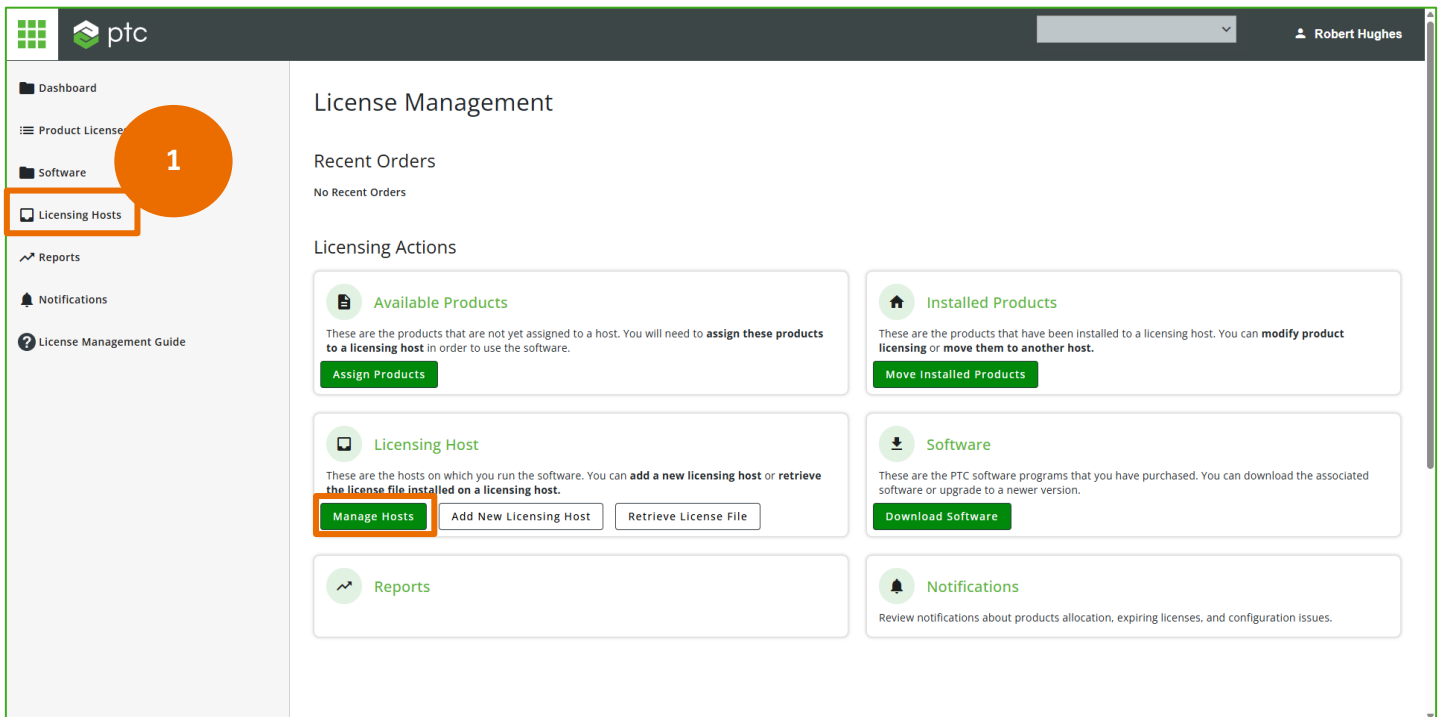 ptc
Robert Hughes
Dashboard
Product License
1
Software
Licensing Hosts
Reports
Notifications
License Management Guide
License Management
Recent Orders
No Recent Orders
Licensing Actions
Available Products
These are the products that are not yet assigned to a host. You will need to assign these products
to a licensing host in order to use the software.
Assign Products
Installed Products
These are the products that have been installed to a licensing host. You can modify product
licensing or move them to another host.
Move Installed Products
Licensing Host
These are the hosts on which you run the software. You can add a new licensing host or retrieve
the license file installed on a licensing host.
Manage Hosts Add New Licensing Host Retrieve License File
Software
These are the PTC software programs that you have purchased. You can download the associated
software or upgrade to a newer version.
Download Software
Reports
Notifications
Review notifications about products allocation, expiring licenses, and configuration issues.